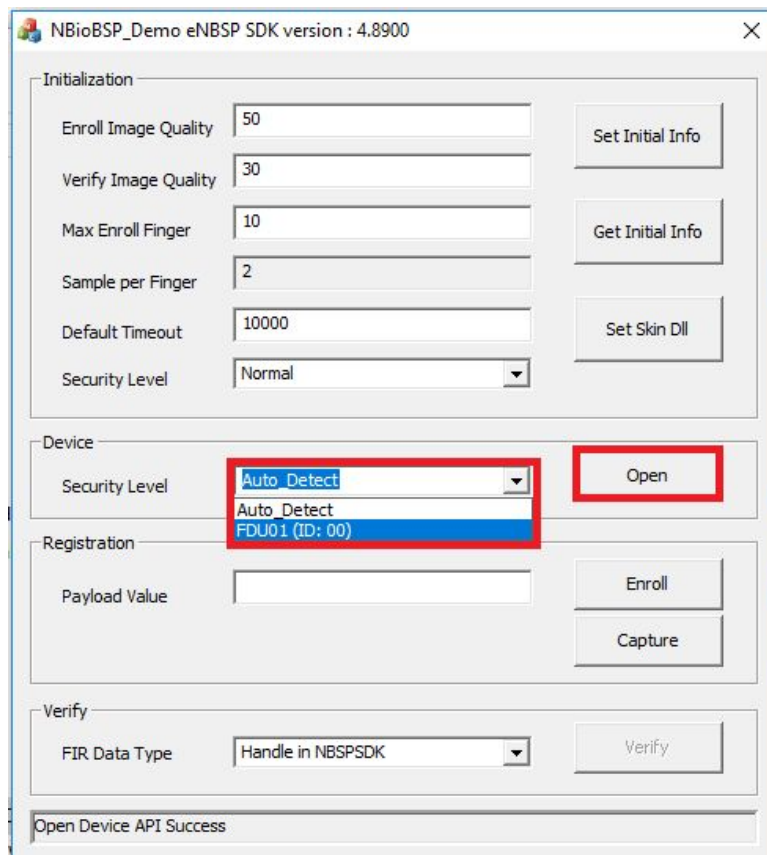 NBioBSP_Demo eNBSP SDK version : 4.8900
Initialization
Enroll Image Quality 50
Set Initial Info
Verify Image Quality 30
Max Enroll Finger 10
Get Initial Info
Sample per Finger 2
Default Timeout 10000
Set Skin Dll
Security Level Normal
Device
Security Level Auto_Detect
Open
Auto_Detect
FDU01 (ID: 00)
Registration
Payload Value
Enroll
Capture
Verify
FIR Data Type Handle in NBSPSDK
Verify
Open Device API Success